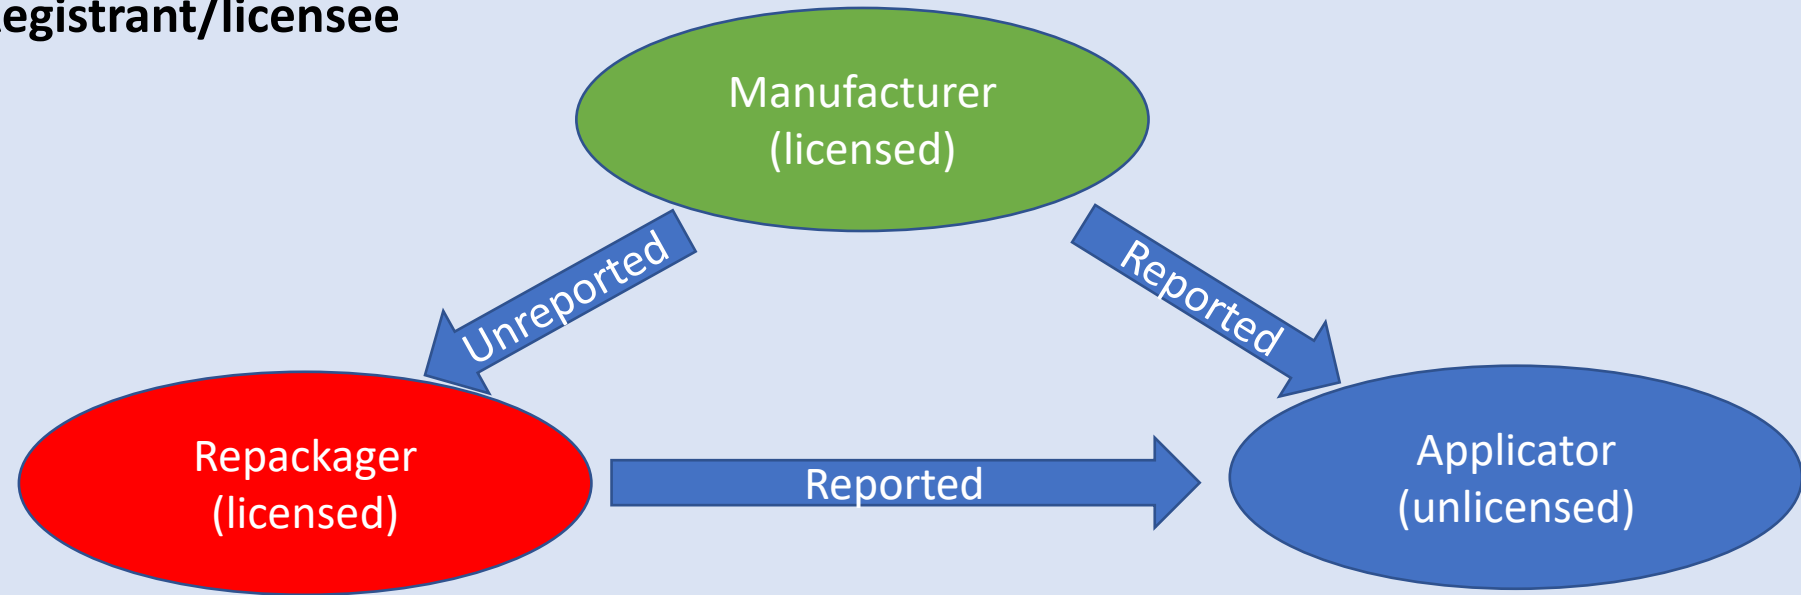 egistrant/licensee
Manufacturer
(licensed)
Unreported
Reported
Repackager
(licensed)
Reported
Applicator
(unlicensed)